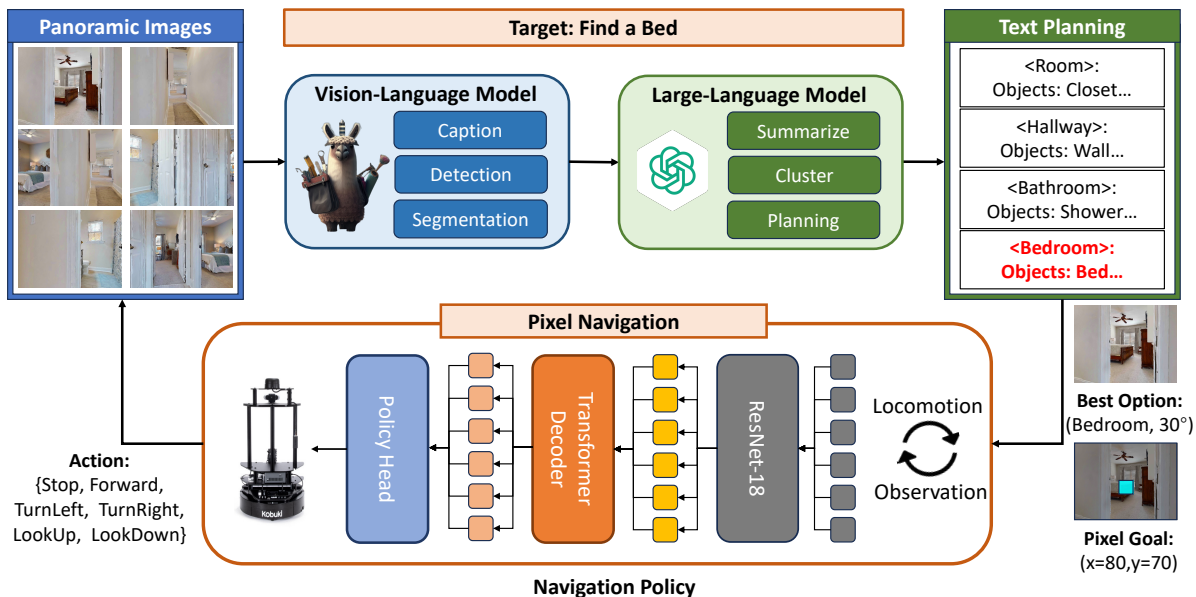 Panoramic Images
Target: Find a Bed
Text Planning
Vision-Language Model
Caption
Detection
Segmentation
Large-Language Model
Summarize
Cluster
Planning
<Room>:
Objects: Closet...
<Hallway>:
Objects: Wall...
<Bathroom>:
Objects: Shower...
<Bedroom>:
Objects: Bed...
Pixel Navigation
Policy Head
Transformer
Decoder
ResNet-18
Locomotion
Observation
Best Option:
(Bedroom, 30°)
Pixel Goal:
(x=80,y=70)
Action:
{Stop, Forward,
TurnLeft, TurnRight,
LookUp, LookDown}
Kobuki
Navigation Policy